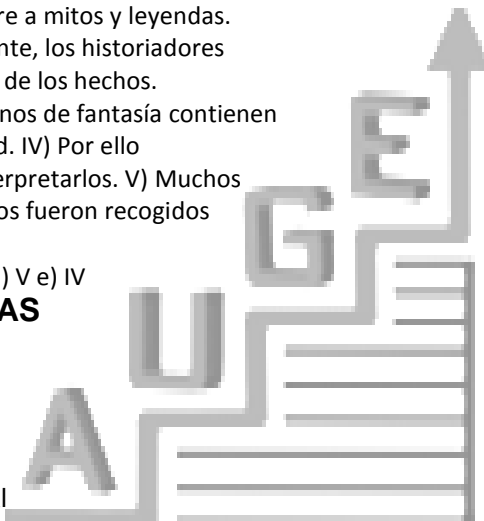 re a mitos y leyendas.
nte, los historiadores
de los hechos.
nos de fantasía contienen
d. IV) Por ello
erpretarlos. V) Muchos
os fueron recogidos
) V e) IV
AS
AUGE
l